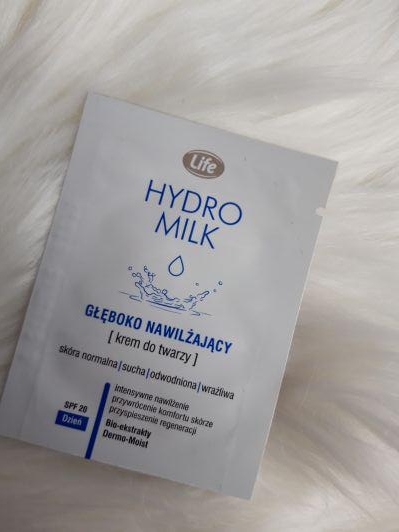 Life
HYDRO
MILK
GŁĘBOKO NAWILŻAJĄCY
[ krem do twarzy ]
skóra normalna | sucha | odwodniona | wrażliwa
SPF 20
Dzień
intensywne nawilżenie
przywrócenie komfortu skórze
przyspieszenie regeneracji
Bio-ekstrakty
Dermo-Moist